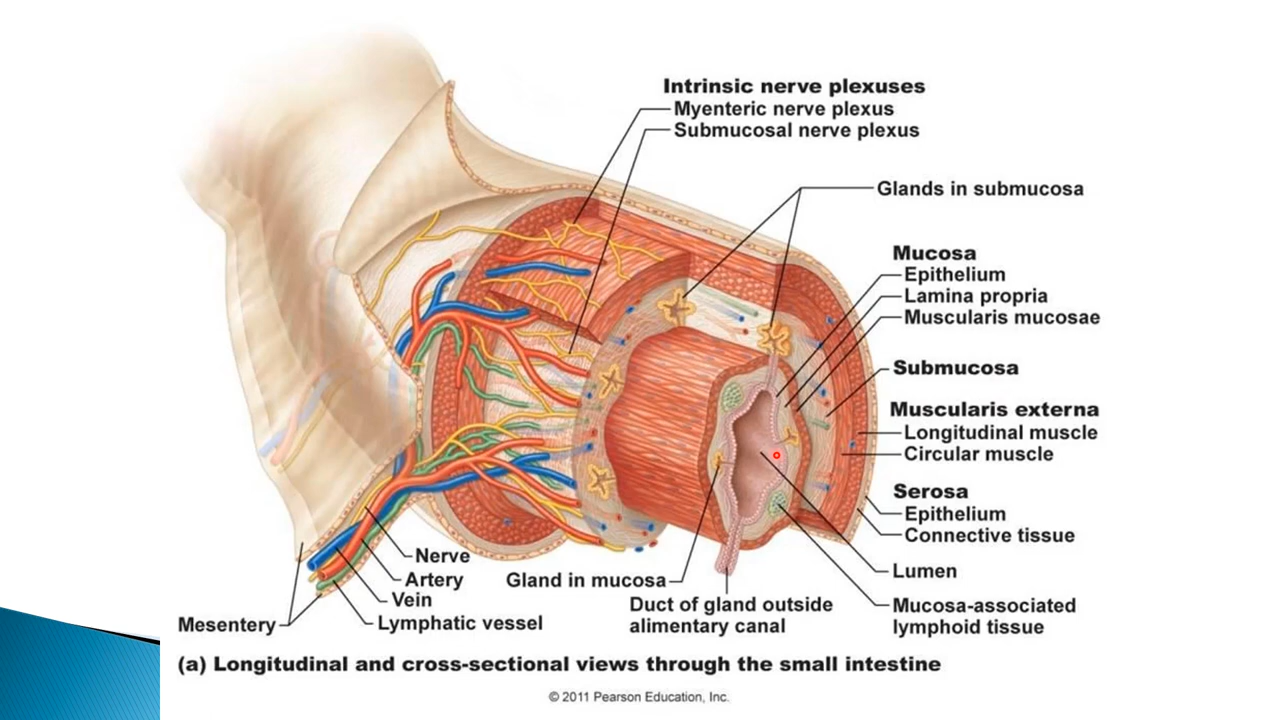 Intrinsic nerve plexuses
Myenteric nerve plexus
Submucosal nerve plexus
Glands in submucosa
Mucosa
Epithelium
Lamina propria
Muscularis mucosae
Submucosa
Muscularis externa
Longitudinal muscle
Circular muscle
Serosa
Epithelium
Connective tissue
Lumen
Mucosa-associated
lymphoid tissue
Nerve
Artery
Vein
Lymphatic vessel
Mesentery
Gland in mucosa
Duct of gland outside
alimentary canal
(a) Longitudinal and cross-sectional views through the small intestine
© 2011 Pearson Education, Inc.